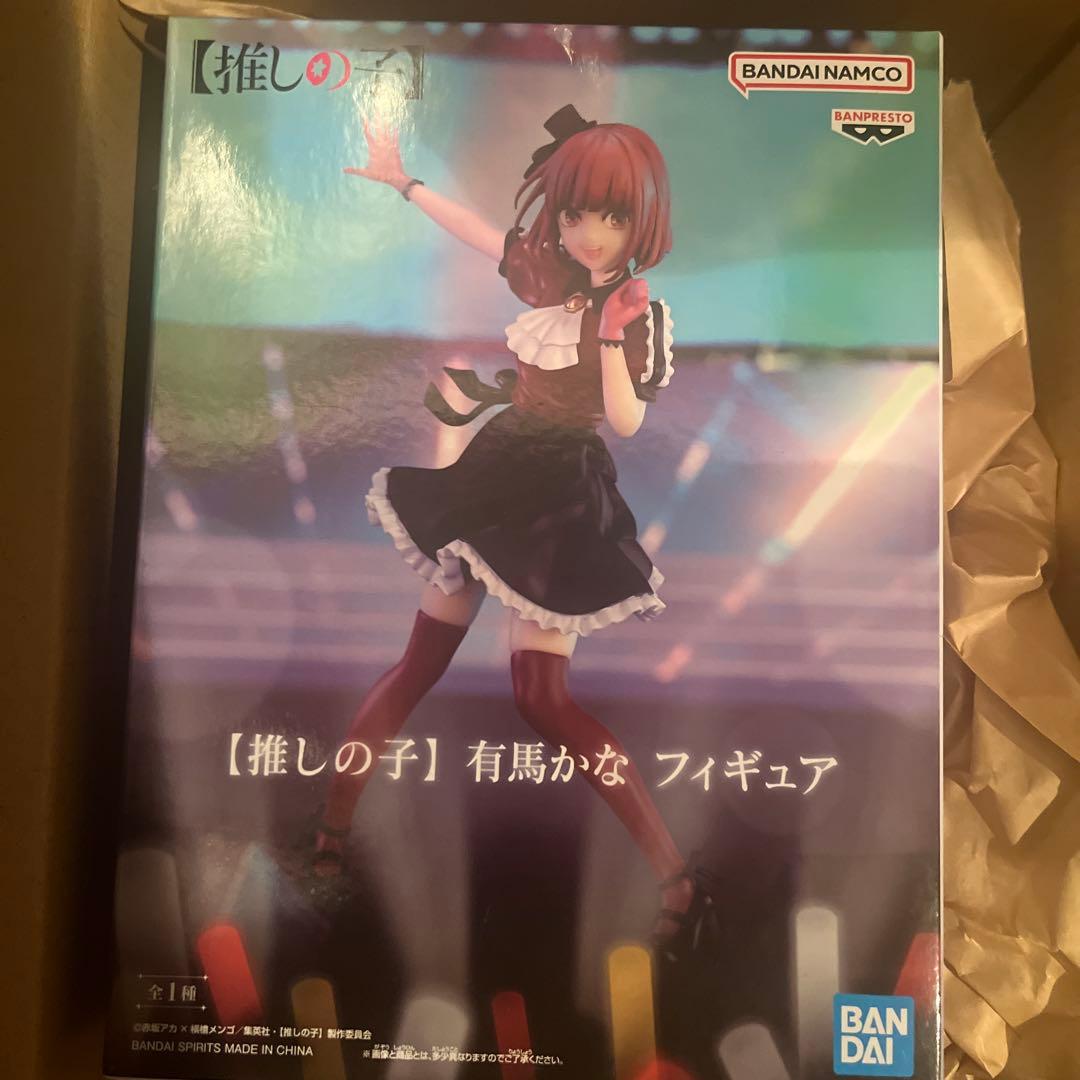 【推しの子】
BANDAI NAMCO
BANPRESTO
【推しの子】 有馬かな フィギュア
全1種
©赤坂アカ × 横槍メンゴ／集英社・【推しの子】製作委員会
BANDAI SPIRITS MADE IN CHINA
※画像と商品とは、多少異なりますのでご了承ください。
BAN
DAI